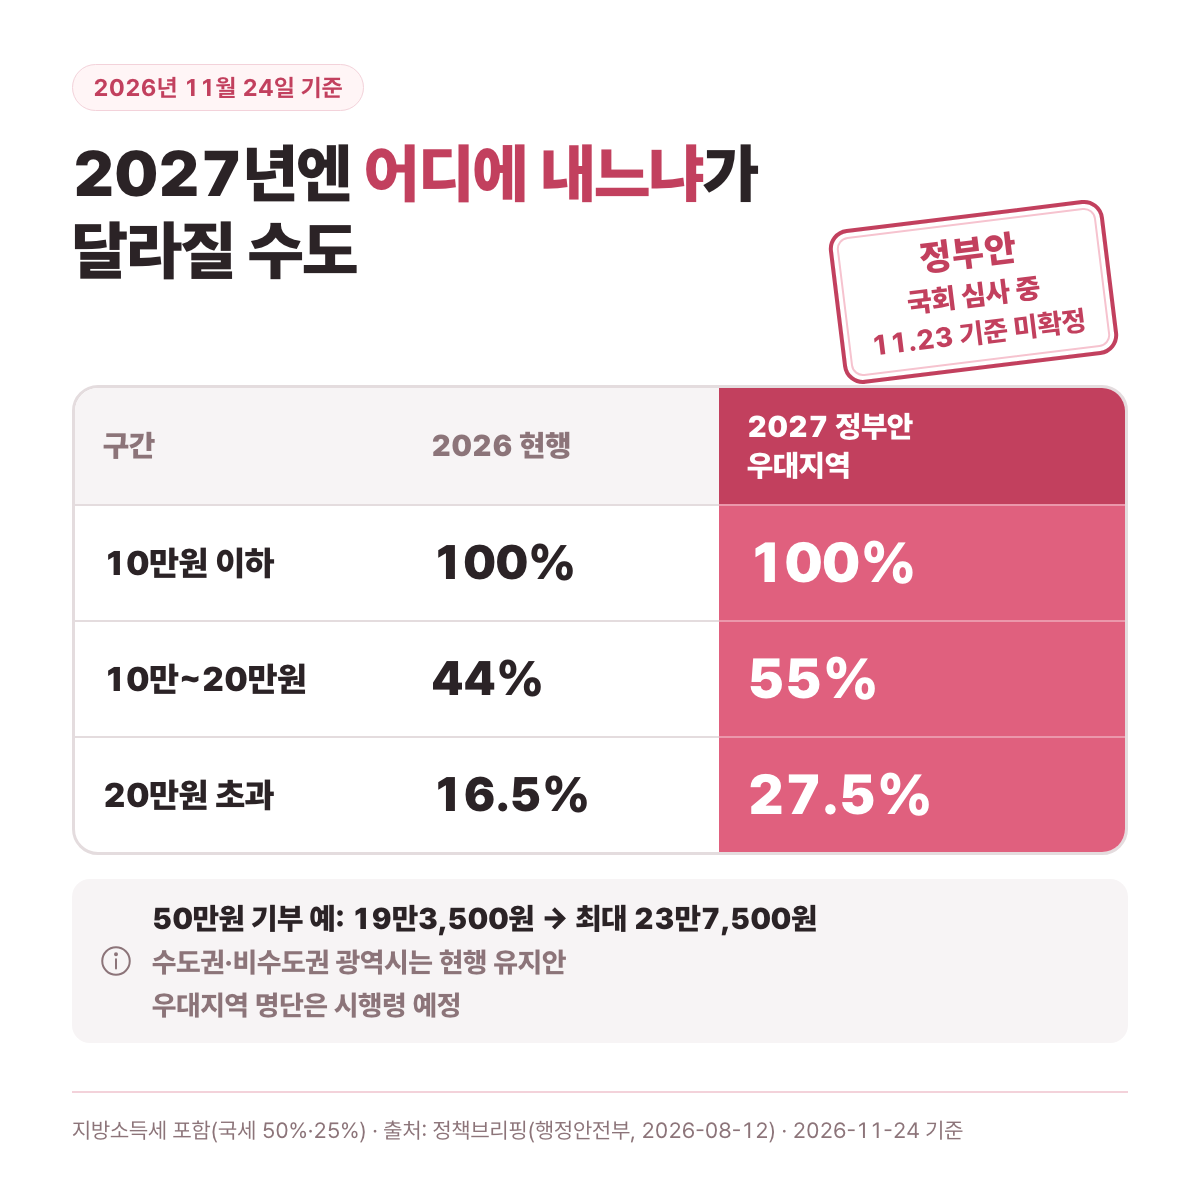 2026년 11월 24일 기준
2027년엔 어디에 내느냐가
달라질 수도
정부안
국회 심사 중
11.23 기준 미확정
구간
2026 현행
2027 정부안
우대지역
10만원 이하
100%
100%
10만~20만원
44%
55%
20만원 초과
16.5%
27.5%
50만원 기부 예: 19만3,500원 → 최대 23만7,500원
수도권·비수도권 광역시는 현행 유지안
우대지역 명단은 시행령 예정
지방소득세 포함(국세 50%·25%) · 출처: 정책브리핑(행정안전부, 2026-08-12) · 2026-11-24 기준